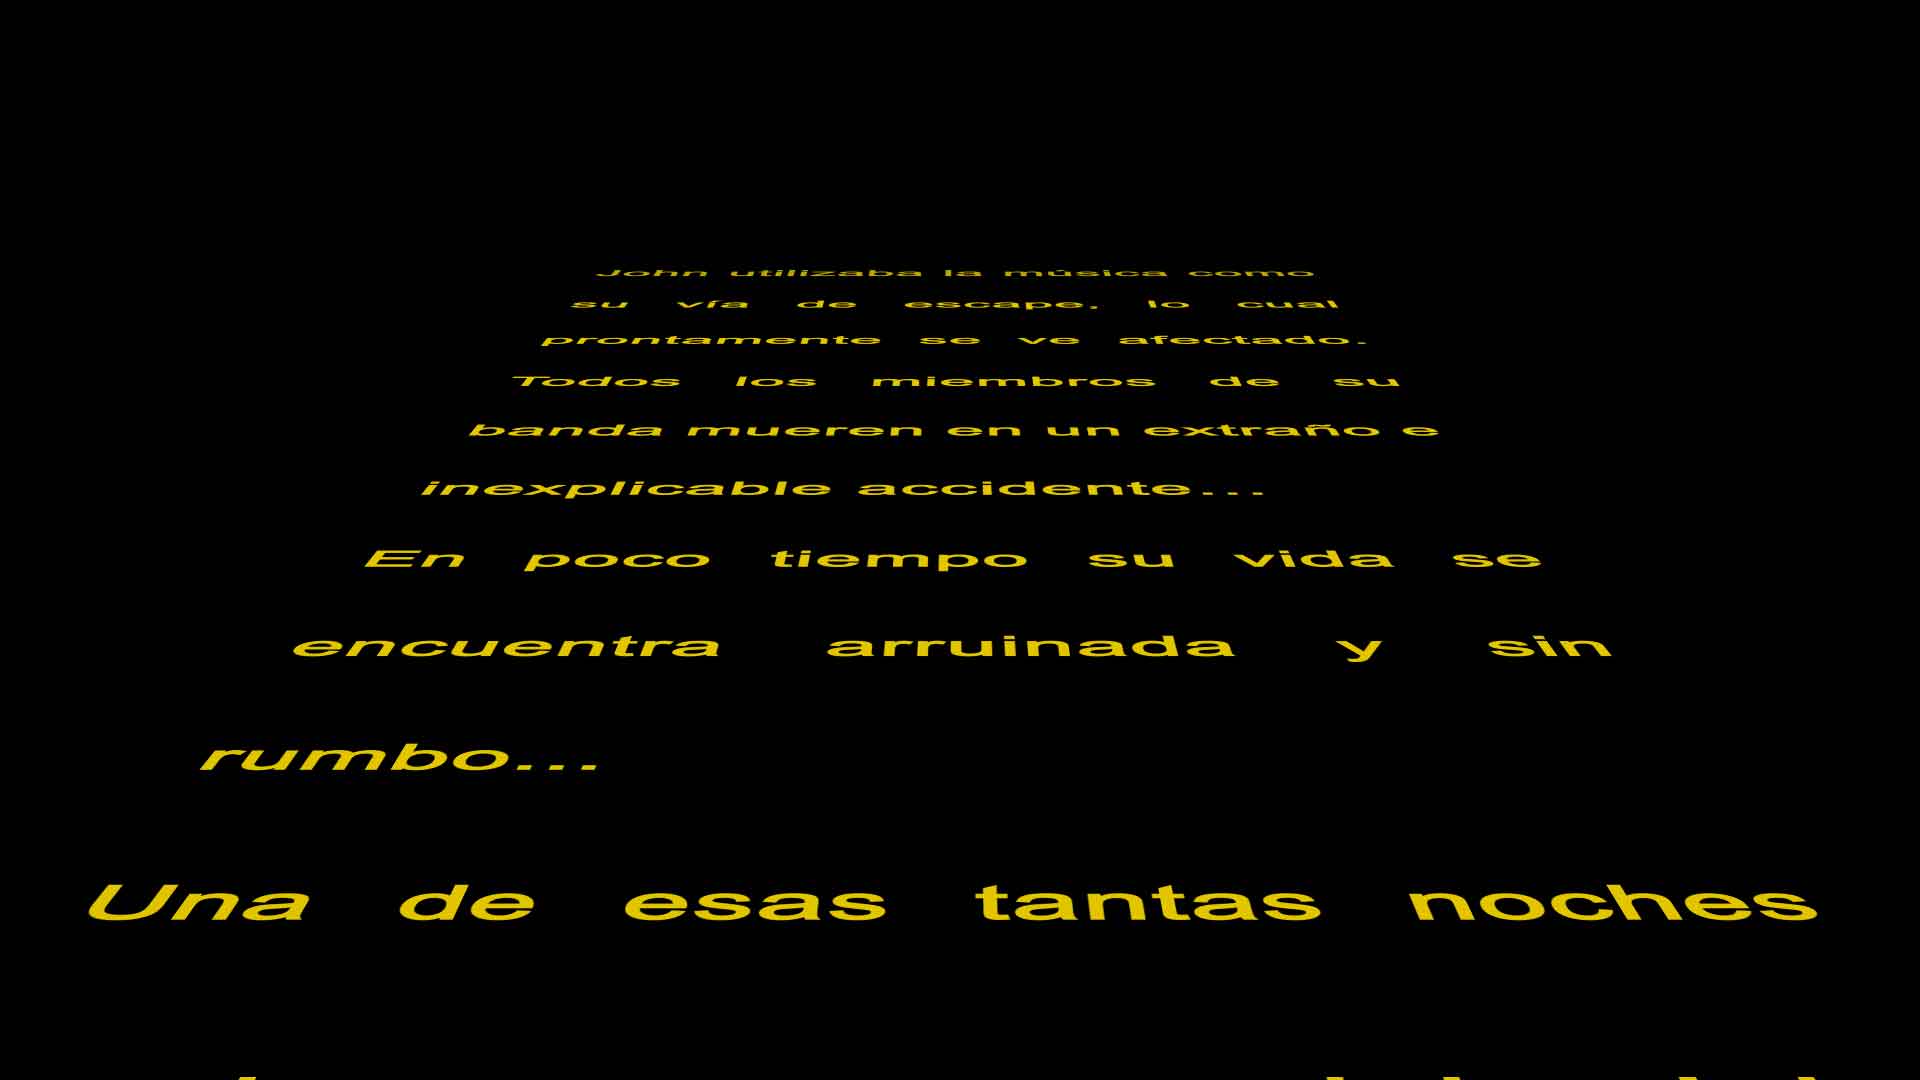 John utilizaba la música como
su vía de escape, lo cual
prontamente se ve afectado.
Todos los miembros de su
banda mueren en un extraño e
inexplicable accidente...
En poco tiempo su vida se
encuentra arruinada y sin
rumbo...
Una de esas tantas noches